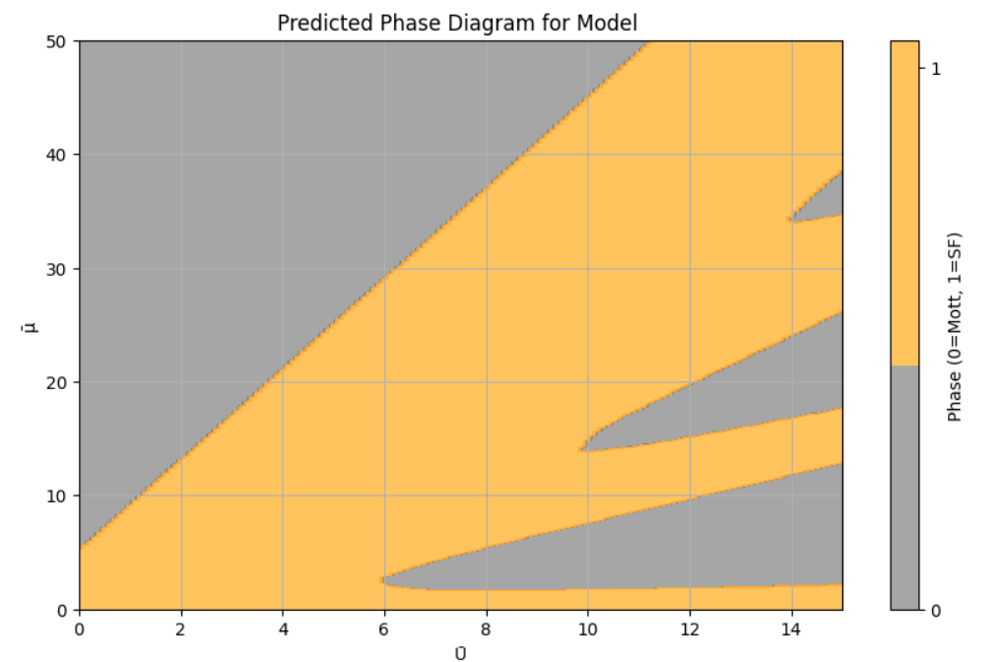 Predicted Phase Diagram for Model
50
40
30
20
10
0
μ̄
0 2 4 6 8 10 12 14
Ū
1
0
Phase (0=Mott, 1=SF)